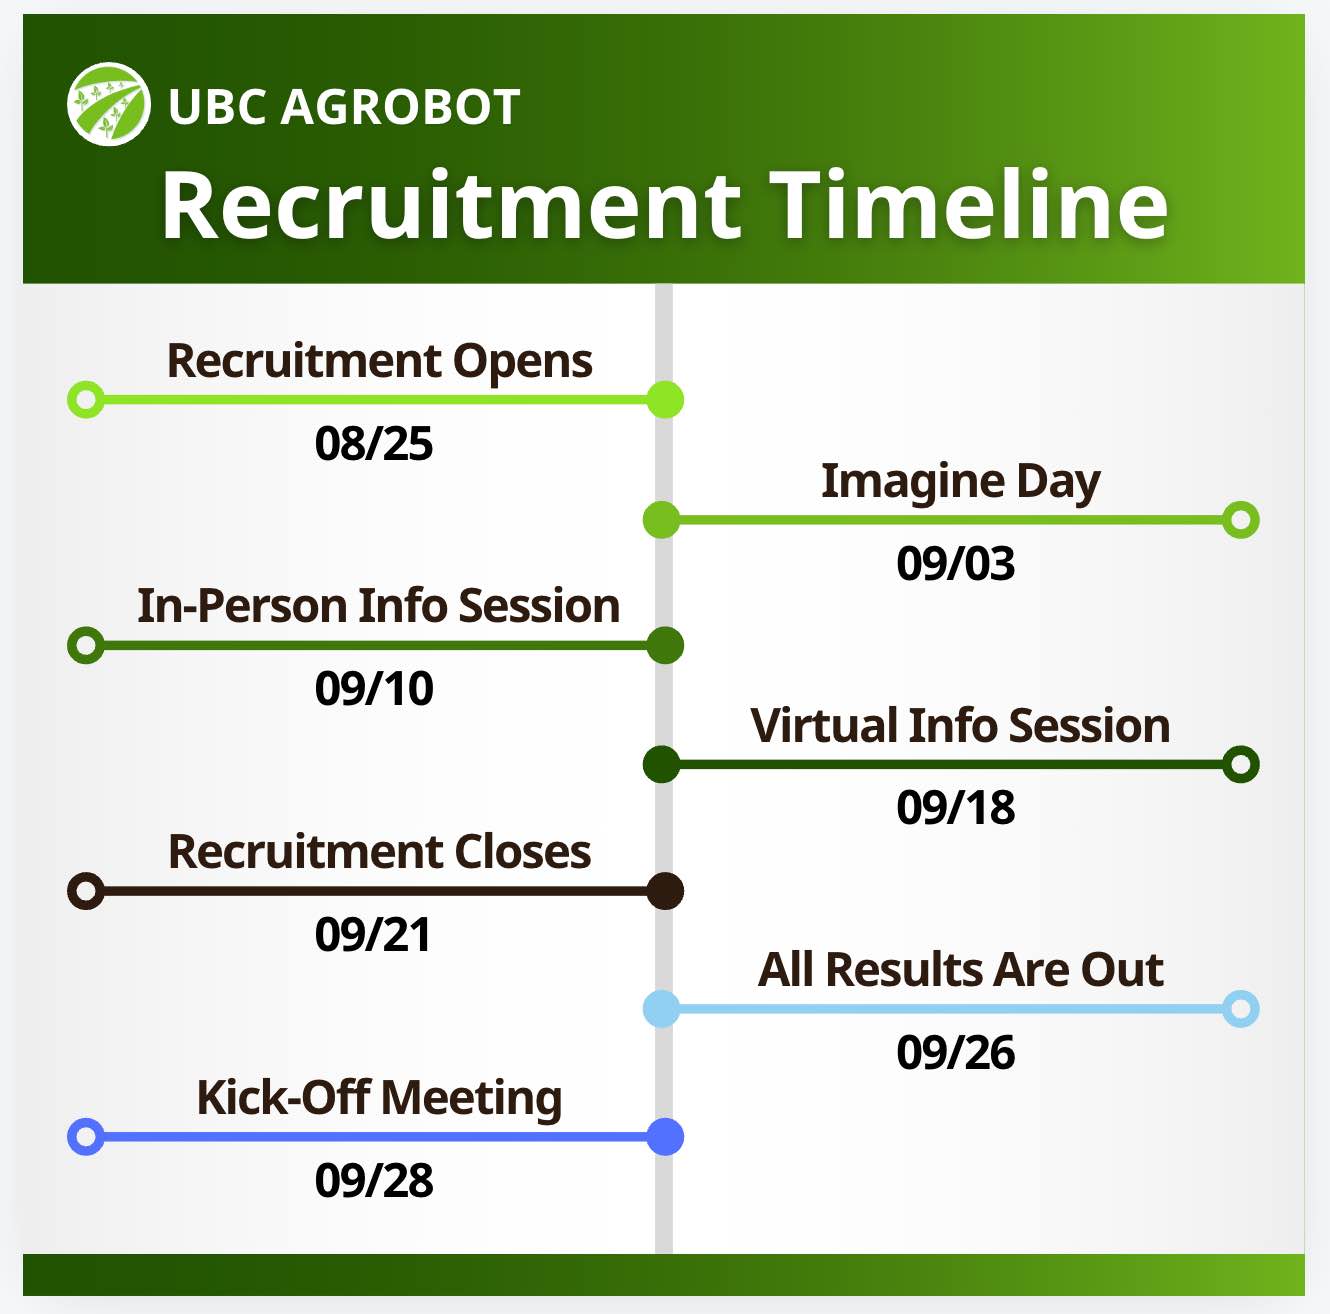 UBC AGROBOT
Recruitment Timeline
Recruitment Opens
08/25
Imagine Day
09/03
In-Person Info Session
09/10
Virtual Info Session
09/18
Recruitment Closes
09/21
All Results Are Out
09/26
Kick-Off Meeting
09/28